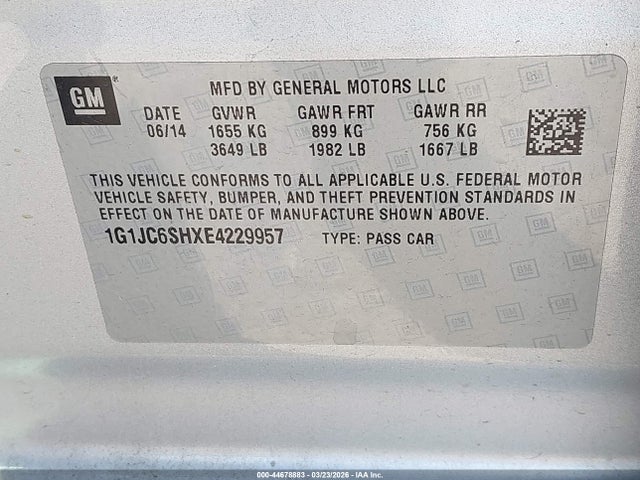 GM
MFD BY GENERAL MOTORS LLC
DATE GVWR GAWR FRT GAWR RR
06/14 1655 KG 899 KG 756 KG
3649 LB 1982 LB 1667 LB
THIS VEHICLE CONFORMS TO ALL APPLICABLE U.S. FEDERAL MOTOR
VEHICLE SAFETY, BUMPER, AND THEFT PREVENTION STANDARDS IN
EFFECT ON THE DATE OF MANUFACTURE SHOWN ABOVE.
1G1JC6SHXE4229957 TYPE: PASS CAR
000-44678883 - 03/23/2026 - IAA Inc.